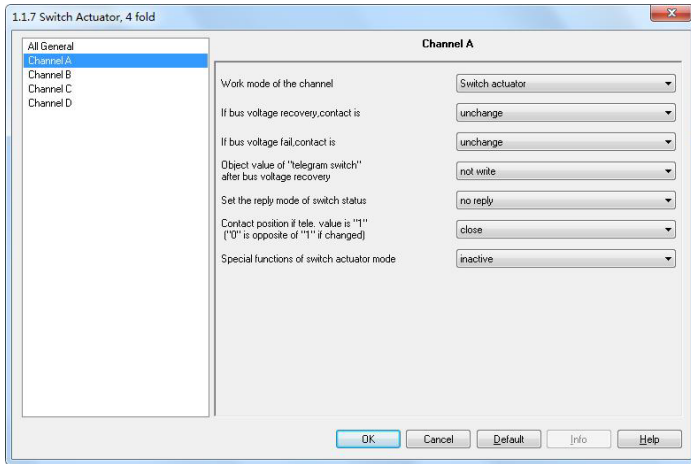 1.1.7 Switch Actuator, 4 fold
All General
Channel A
Channel B
Channel C
Channel D
Channel A
Work mode of the channel
Switch actuator
If bus voltage recovery,contact is
unchange
If bus voltage fail,contact is
unchange
Object value of "telegram switch"
after bus voltage recovery
not write
Set the reply mode of switch status
no reply
Contact position if tele. value is "1"
("0" is opposite of "1" if changed)
close
Special functions of switch actuator mode
inactive
OK
Cancel
Default
Info
Help